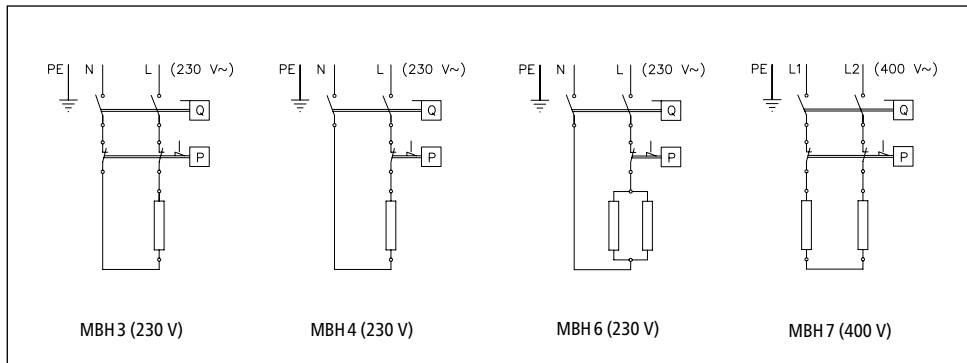 PE N L (230 V~)
Q
P
MBH 3 (230 V)
PE N L (230 V~)
Q
P
MBH 4 (230 V)
PE N L (230 V~)
Q
P
MBH 6 (230 V)
PE L1 L2 (400 V~)
Q
P
MBH 7 (400 V)